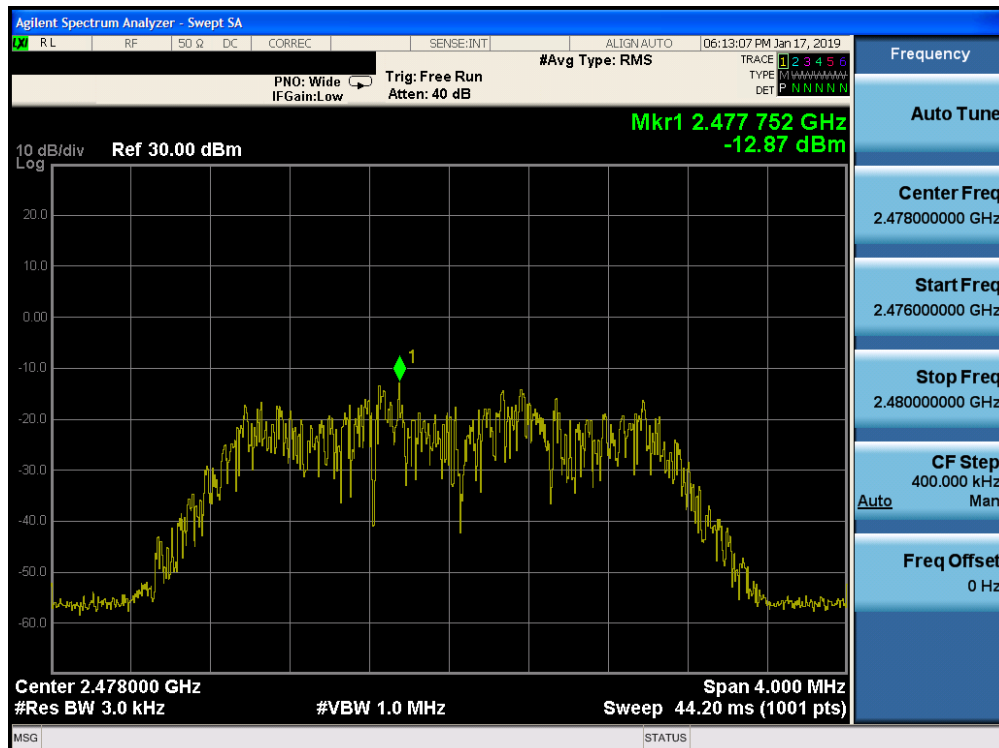 Agilent Spectrum Analyzer - Swept SA
LXI RL RF 50 Ω DC CORREC SENSE:INT ALIGN AUTO 06:13:07 PM Jan 17, 2019
#Avg Type: RMS TRACE 1 2 3 4 5 6
PNO: Wide Trig: Free Run TYPE M
IFGain:Low Atten: 40 dB DET P N N N N N
Mkr1 2.477 752 GHz
-12.87 dBm
10 dB/div Ref 30.00 dBm
Log
20.0
10.0
0.00
-10.0
-20.0
-30.0
-40.0
-50.0
-60.0
1
Center 2.478000 GHz Span 4.000 MHz
#Res BW 3.0 kHz #VBW 1.0 MHz Sweep 44.20 ms (1001 pts)
MSG STATUS
Frequency
Auto Tune
Center Freq
2.478000000 GHz
Start Freq
2.476000000 GHz
Stop Freq
2.480000000 GHz
CF Step
400.000 kHz
Auto Man
Freq Offset
0 Hz